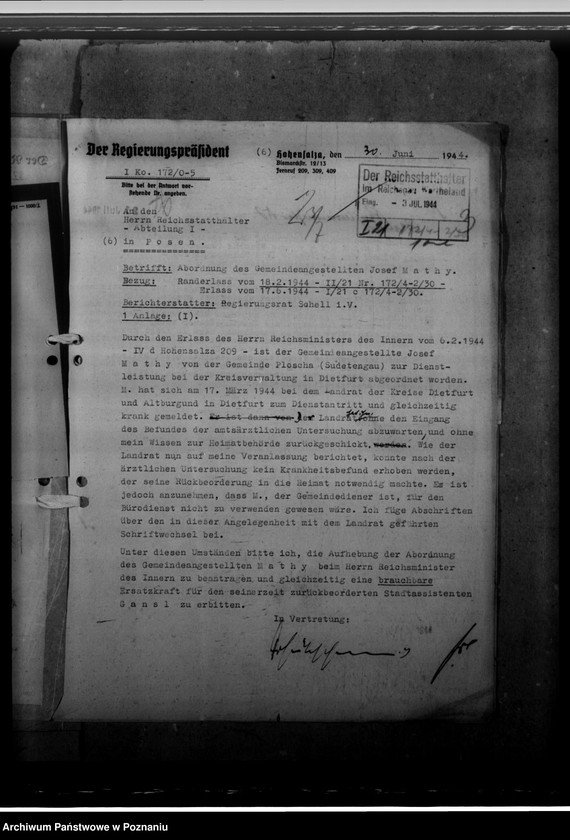 Der Regierungspräsident
(6) Hohensalza, den 30. Juni 1944.
Bismarckstr. 12/13
Fernruf 209, 309, 409
I Ko. 172/0-5
Bitte bei der Antwort vor-
stehende Nr. angeben.
Der Reichsstatthalter
im Reichsgau Wartheland
Eing. - 3 JUL 1944
I 21
An den
Herrn Reichsstatthalter
- Abteilung I -
(6) in Posen.
Betrifft: Abordnung des Gemeindeangestellten Josef Mathy.
Bezug: Randerlass vom 18.2.1944 - II/21 Nr. 172/4-2/30 -
Erlass vom 17.6.1944 - I/21 c 172/4-2/30.
Berichterstatter: Regierungsrat Schell i.V.
1 Anlage: (I).
Durch den Erlass des Herrn Reichsministers des Innern vom 6.2.1944
- IV d Hohensalza 209 - ist der Gemeindeangestellte Josef
Mathy von der Gemeinde Ploscha (Sudetengau) zur Dienst-
leistung bei der Kreisverwaltung in Dietfurt abgeordnet worden.
M. hat sich am 17. März 1944 bei dem Landrat der Kreise Dietfurt
und Altburgund in Dietfurt zum Dienstantritt und gleichzeitig
krank gemeldet. Es ist dann von Der Landrat hat ihn ohne den Eingang
des Befundes der amtsärztlichen Untersuchung abzuwarten, und ohne
mein Wissen zur Heimatbehörde zurückgeschickt. worden. Wie der
Landrat nun auf meine Veranlassung berichtet, konnte nach der
ärztlichen Untersuchung kein Krankheitsbefund erhoben werden,
der seine Rückbeorderung in die Heimat notwendig machte. Es ist
jedoch anzunehmen, dass M., der Gemeindediener ist, für den
Bürodienst nicht zu verwenden gewesen wäre. Ich füge Abschriften
über den in dieser Angelegenheit mit dem Landrat geführten
Schriftwechsel bei.
Unter diesen Umständen bitte ich, die Aufhebung der Abordnung
des Gemeindeangestellten Mathy beim Herrn Reichsminister
des Innern zu beantragen und gleichzeitig eine brauchbare
Ersatzkraft für den seinerzeit zurückbeorderten Stadtassistenten
Gansl zu erbitten.
In Vertretung:
Archiwum Państwowe w Poznaniu